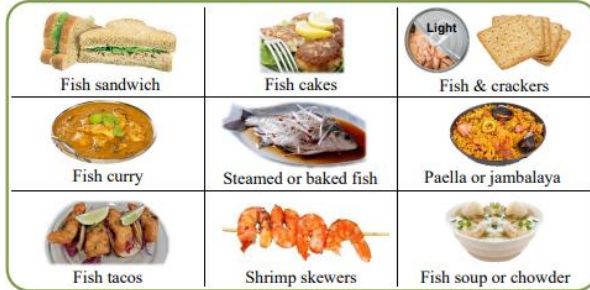 Light
Fish sandwich
Fish cakes
Fish & crackers
Fish curry
Steamed or baked fish
Paella or jambalaya
Fish tacos
Shrimp skewers
Fish soup or chowder